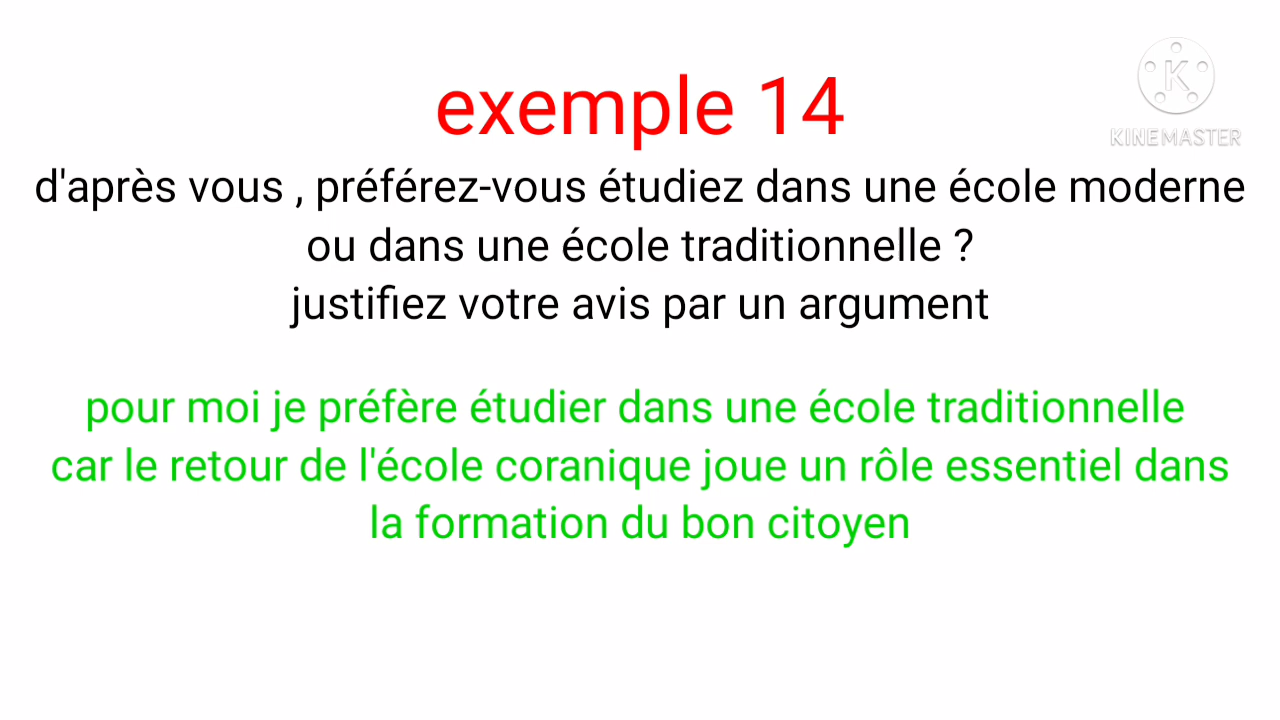 exemple 14
K
KINEMASTER
d'après vous , préférez-vous étudiez dans une école moderne
ou dans une école traditionnelle ?
justifiez votre avis par un argument
pour moi je préfère étudier dans une école traditionnelle
car le retour de l'école coranique joue un rôle essentiel dans
la formation du bon citoyen